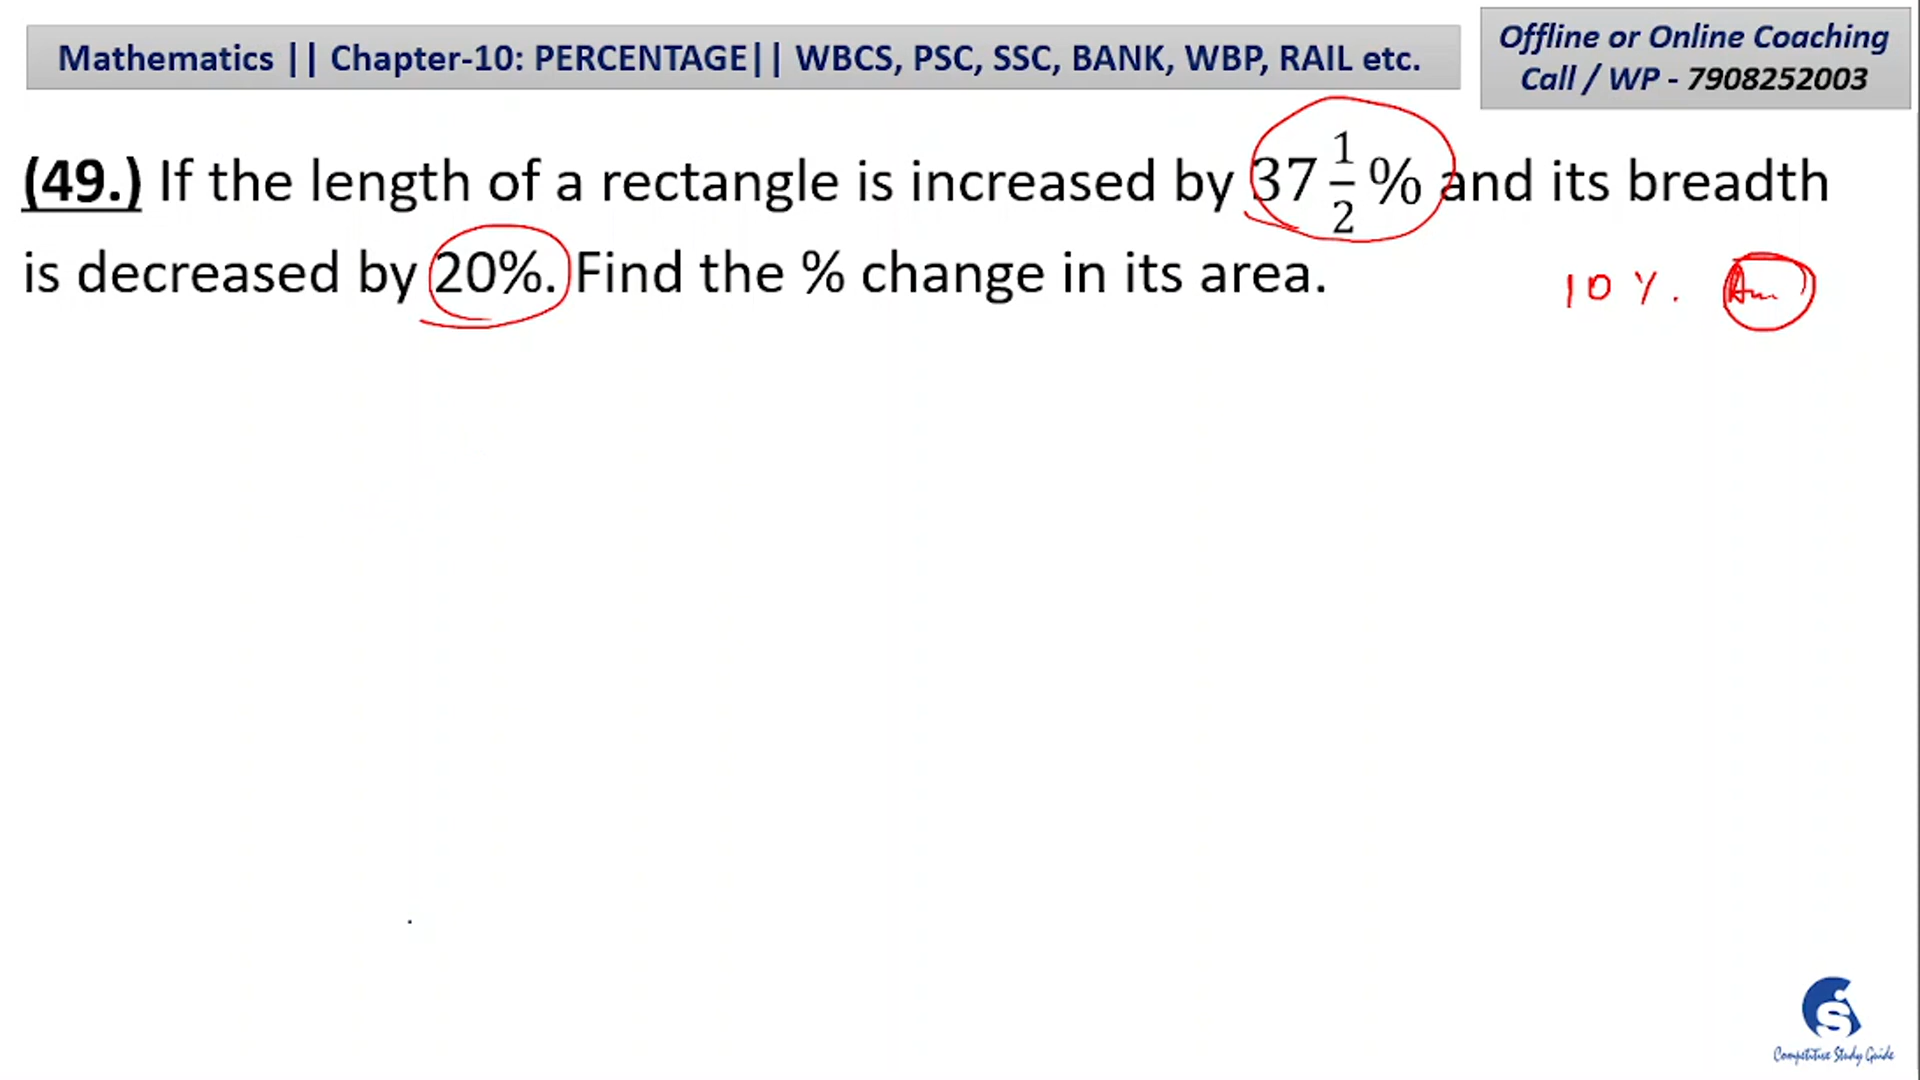 Mathematics || Chapter-10: PERCENTAGE|| WBCS, PSC, SSC, BANK, WBP, RAIL etc.
Offline or Online Coaching
Call / WP - 7908252003
(49.) If the length of a rectangle is increased by 37 1/2 % and its breadth
is decreased by 20%. Find the % change in its area.
10 %. Ans
Competitive Study Guide